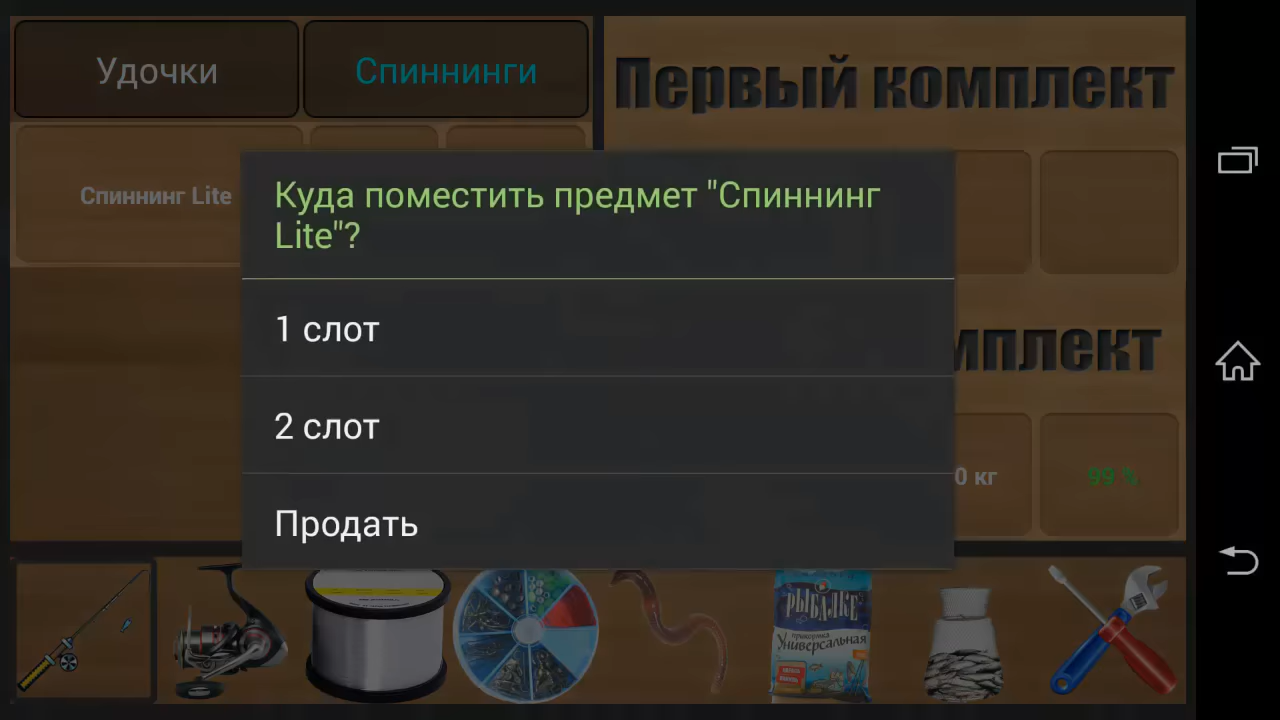 Удочки
Спиннинги
Первый комплект
Спиннинг Lite
Куда поместить предмет "Спиннинг
Lite"?
1 слот
2 слот
Продать
мплект
0 кг
99 %
РЫБАЛКЕ
прикормка
Универсальная